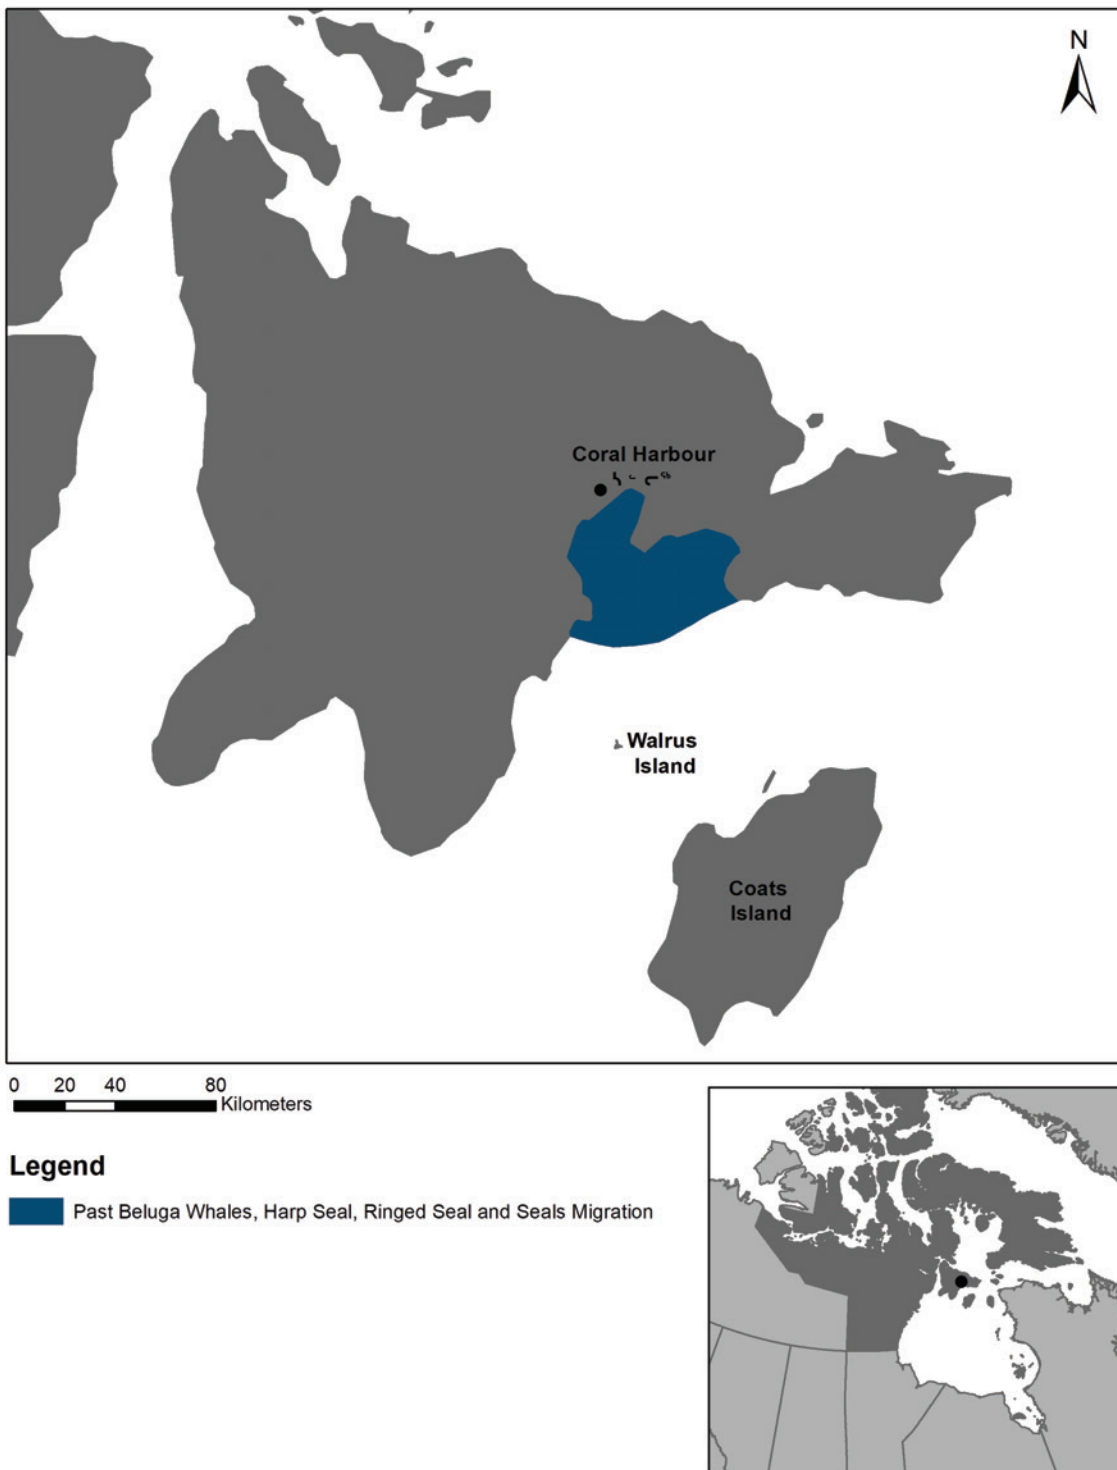 N
Coral Harbour
Walrus
Island
Coats
Island
0 20 40 80
Kilometers
Legend
Past Beluga Whales, Harp Seal, Ringed Seal and Seals Migration